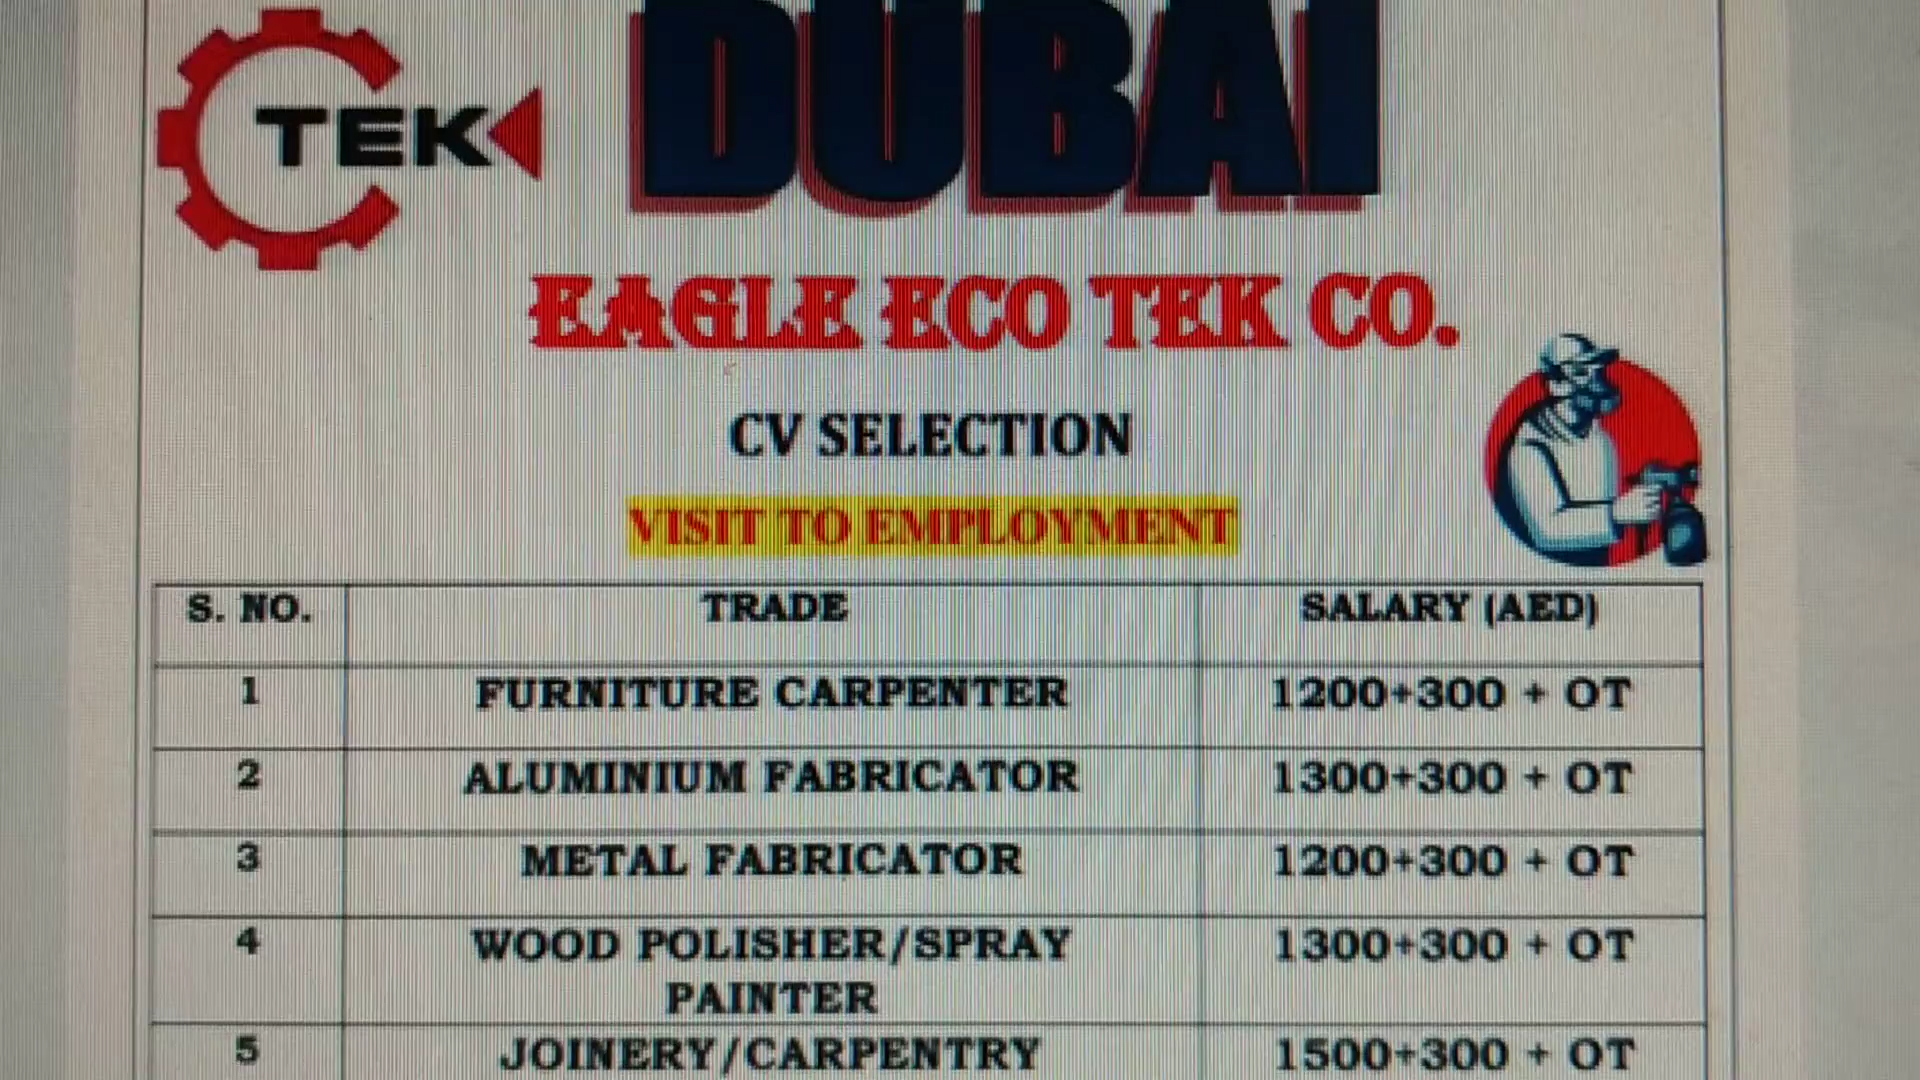 TEK
DUBAI
EAGLE ECO TEK CO.
CV SELECTION
VISIT TO EMPLOYMENT
S. NO. TRADE SALARY (AED)
1 FURNITURE CARPENTER 1200+300 + OT
2 ALUMINIUM FABRICATOR 1300+300 + OT
3 METAL FABRICATOR 1200+300 + OT
4 WOOD POLISHER/SPRAY 1300+300 + OT
PAINTER
5 JOINERY/CARPENTRY 1500+300 + OT